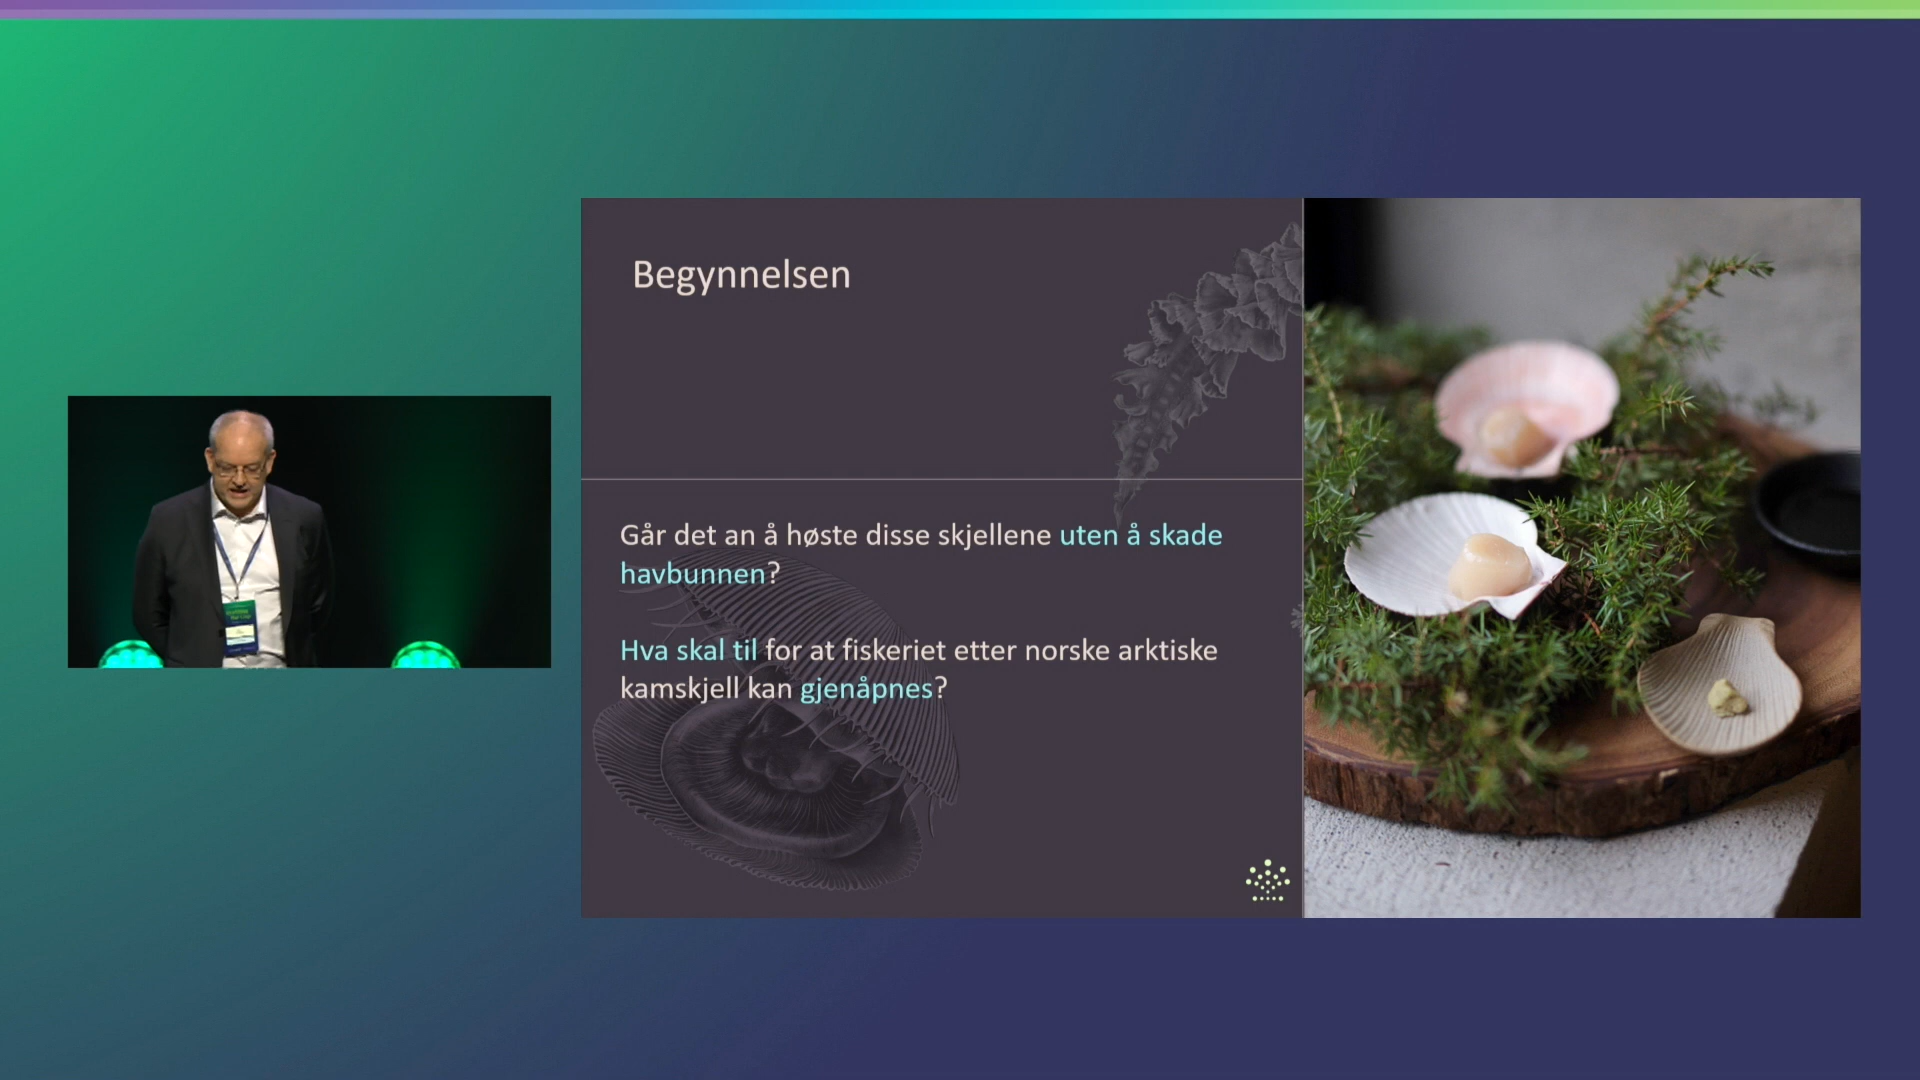 Begynnelsen
Går det an å høste disse skjellene uten å skade
havbunnen?
Hva skal til for at fiskeriet etter norske arktiske
kamskjell kan gjenåpnes?